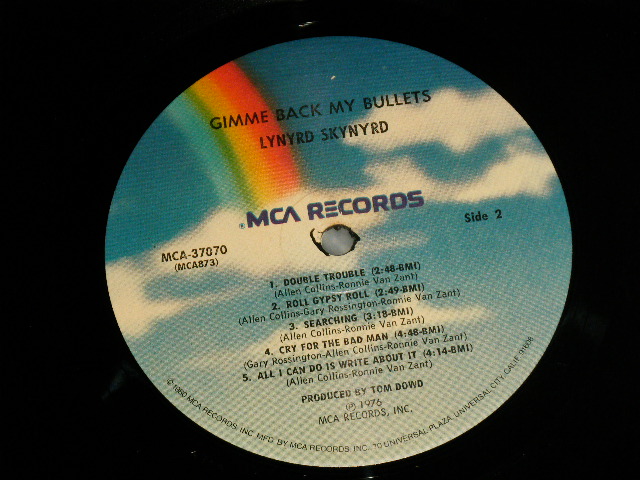 GIMME BACK MY BULLETS
LYNYRD SKYNYRD
® MCA RECORDS
MCA-37070
(MCA873)
Side 2
1. DOUBLE TROUBLE (2:48-BMI)
(Allen Collins-Ronnie Van Zant)
2. ROLL GYPSY ROLL (2:49-BMI)
(Allen Collins-Gary Rossington-Ronnie Van Zant)
3. SEARCHING (3:18-BMI)
(Allen Collins-Ronnie Van Zant)
4. CRY FOR THE BAD MAN (4:48-BMI)
(Gary Rossington-Allen Collins-Ronnie Van Zant)
5. ALL I CAN DO IS WRITE ABOUT IT (4:14-BMI)
(Allen Collins-Ronnie Van Zant)
PRODUCED BY TOM DOWD
℗ 1976
MCA RECORDS, INC.
©1980 MCA RECORDS, INC. MFG. BY MCA RECORDS, INC. 70 UNIVERSAL PLAZA, UNIVERSAL CITY, CALIF. 91608